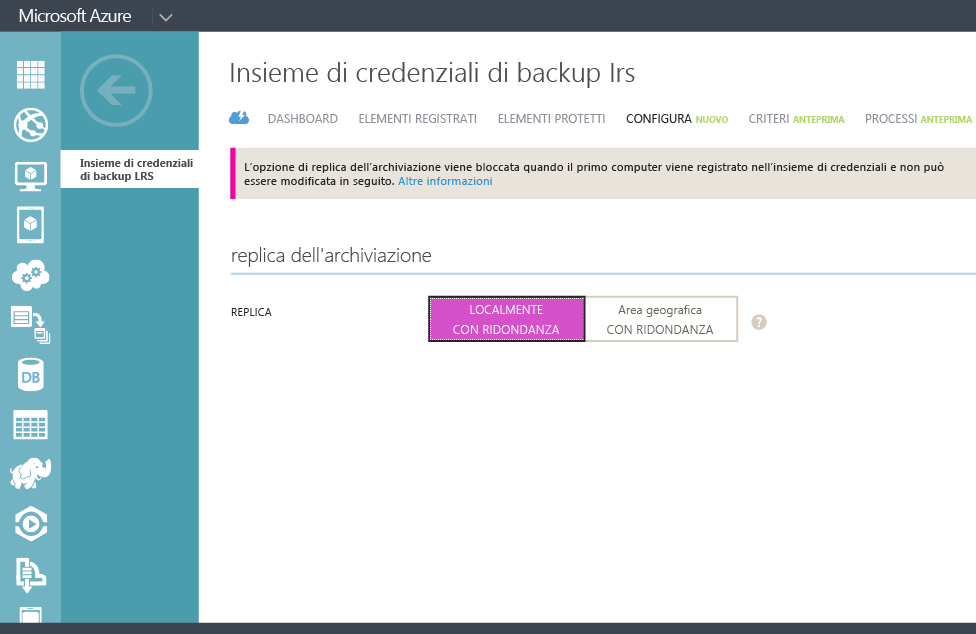 Microsoft Azure
Insieme di credenziali di backup lrs
DASHBOARD ELEMENTI REGISTRATI ELEMENTI PROTETTI CONFIGURA NUOVO CRITERI ANTEPRIMA PROCESSI ANTEPRIMA
Insieme di credenziali
di backup LRS
L'opzione di replica dell'archiviazione viene bloccata quando il primo computer viene registrato nell'insieme di credenziali e non può
essere modificata in seguito. Altre informazioni
replica dell'archiviazione
REPLICA
LOCALMENTE
CON RIDONDANZA
Area geografica
CON RIDONDANZA
?
DB